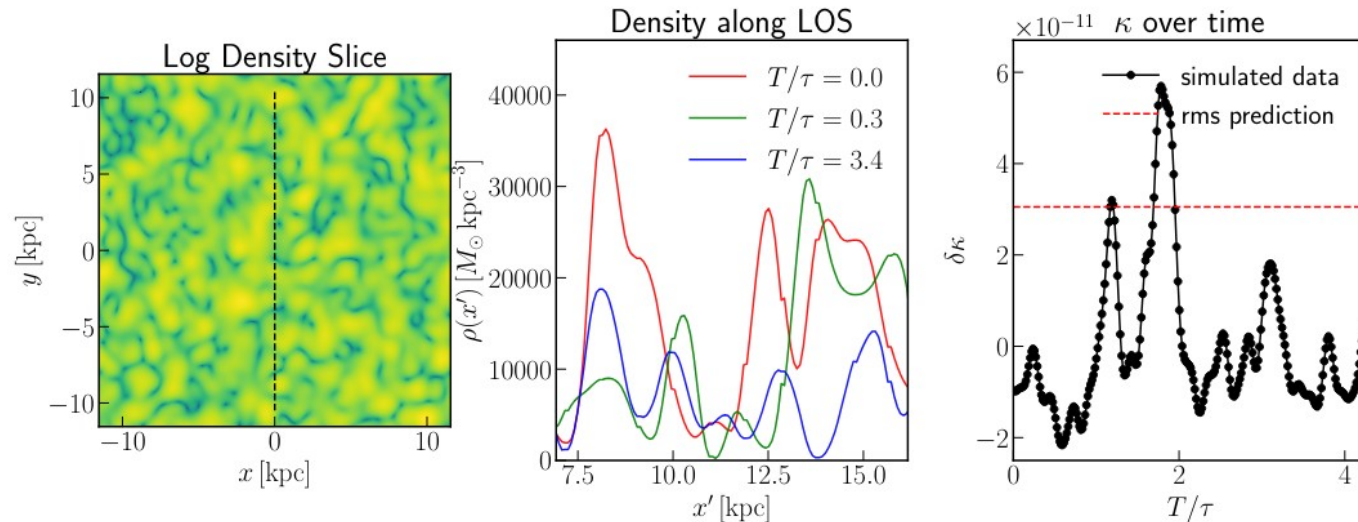 Log Density Slice
10
5
0
−5
−10
y [kpc]
−10
0
10
x [kpc]
Density along LOS
T/τ = 0.0
T/τ = 0.3
T/τ = 3.4
40000
30000
20000
10000
0
ρ(x′) [M⊙ kpc⁻³]
7.5
10.0
12.5
15.0
x′ [kpc]
×10⁻¹¹
κ over time
simulated data
rms prediction
6
4
2
0
−2
δκ
0
2
4
T/τ